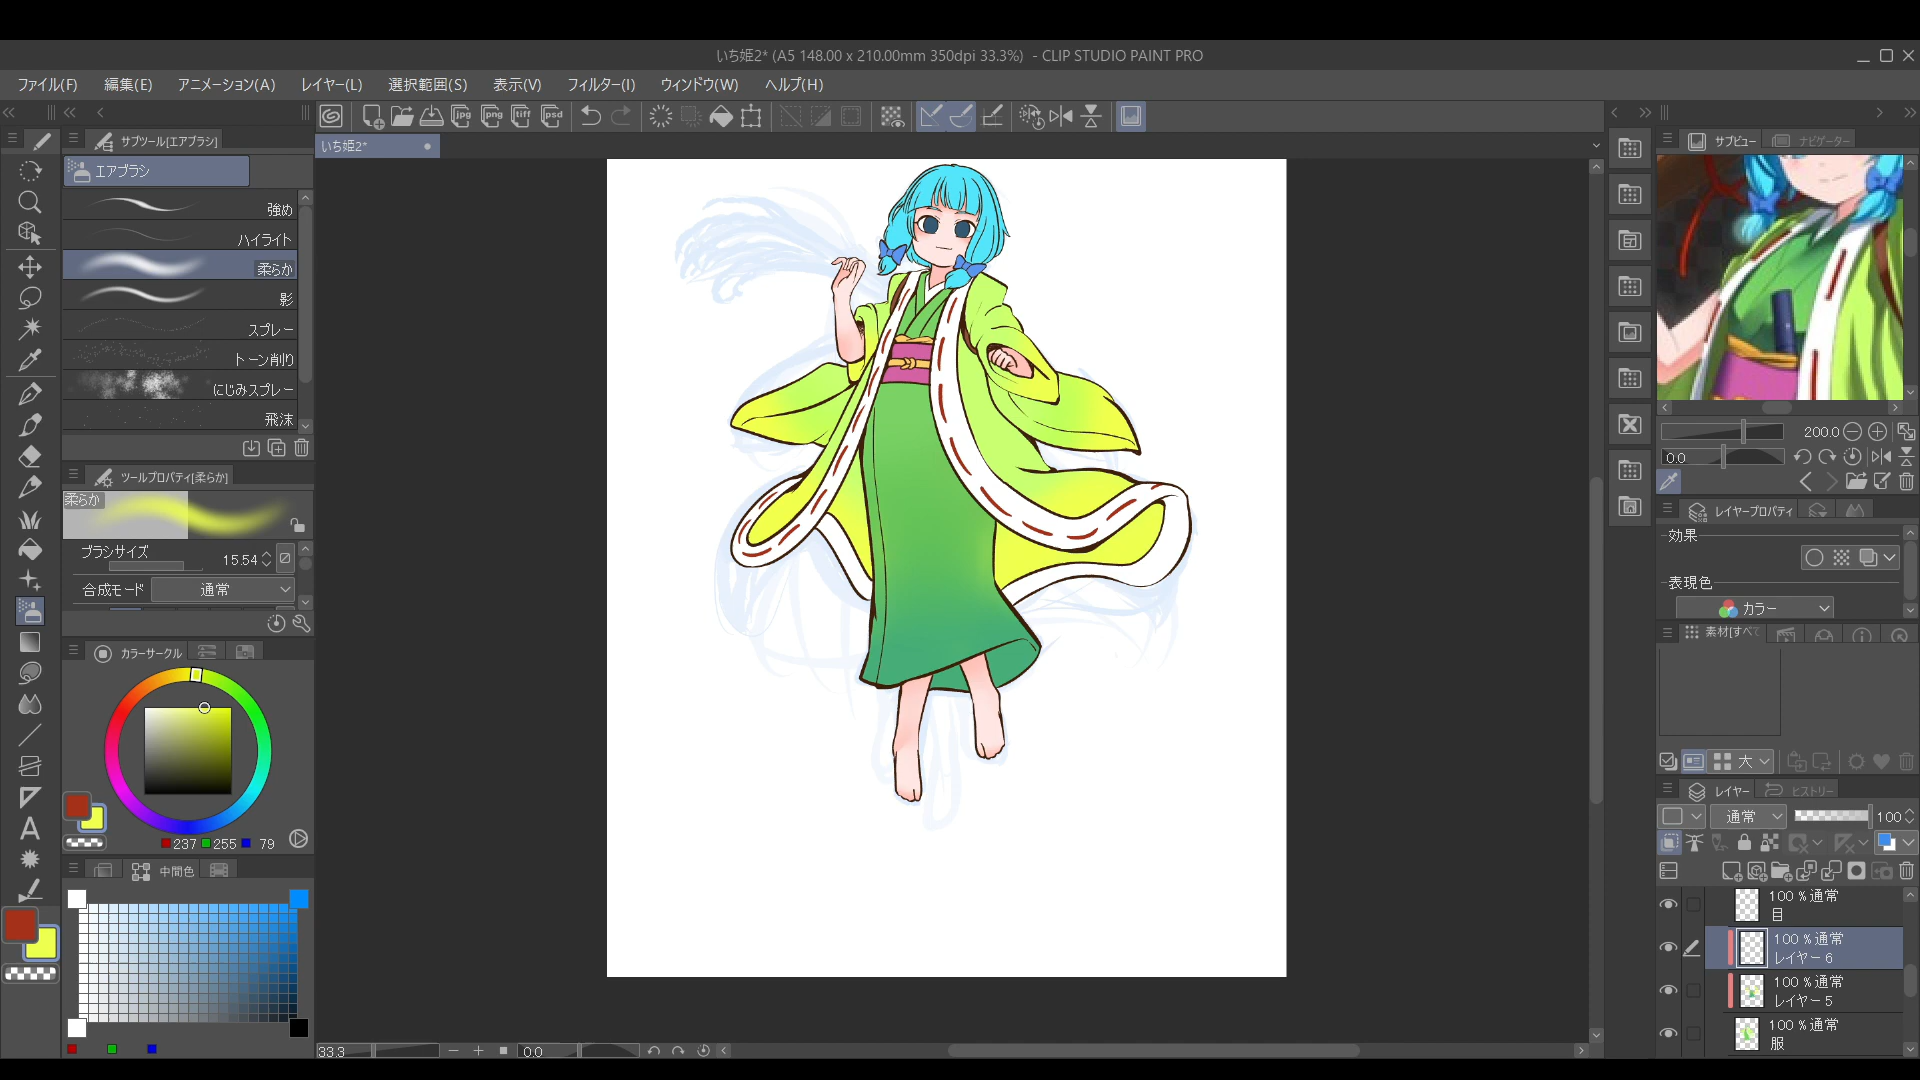 いち姫2* (A5 148.00 x 210.00mm 350dpi 33.3%) - CLIP STUDIO PAINT PRO
ファイル(F) 編集(E) アニメーション(A) レイヤー(L) 選択範囲(S) 表示(V) フィルター(I) ウィンドウ(W) ヘルプ(H)
jpg png tiff psd
サブツール[エアブラシ]
いち姫2*
サブビュー ナビゲーター
エアブラシ
強め
ハイライト
柔らか
影
スプレー
トーン削り
にじみスプレー
飛沫
200.0
0.0
ツールプロパティ[柔らか]
柔らか
ブラシサイズ 15.54
合成モード 通常
レイヤープロパティ
効果
表現色
カラー
素材[すべて
カラーサークル
237 255 79
中間色
大
レイヤー ヒストリー
通常 100
100 %通常
目
100 %通常
レイヤー 6
100 %通常
レイヤー 5
100 %通常
服
33.3 0.0